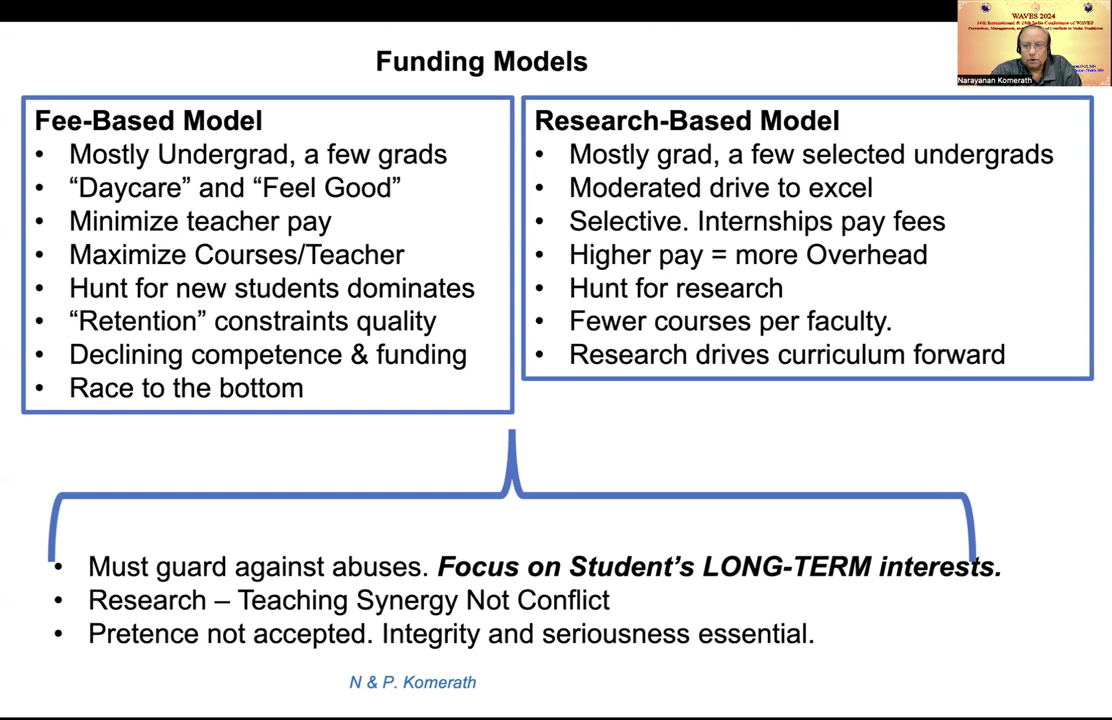 WAVES 2024
Narayanan Komerath
Funding Models
Fee-Based Model
• Mostly Undergrad, a few grads
• “Daycare” and “Feel Good”
• Minimize teacher pay
• Maximize Courses/Teacher
• Hunt for new students dominates
• “Retention” constraints quality
• Declining competence & funding
• Race to the bottom
Research-Based Model
• Mostly grad, a few selected undergrads
• Moderated drive to excel
• Selective. Internships pay fees
• Higher pay = more Overhead
• Hunt for research
• Fewer courses per faculty.
• Research drives curriculum forward
• Must guard against abuses. Focus on Student’s LONG-TERM interests.
• Research – Teaching Synergy Not Conflict
• Pretence not accepted. Integrity and seriousness essential.
N & P. Komerath